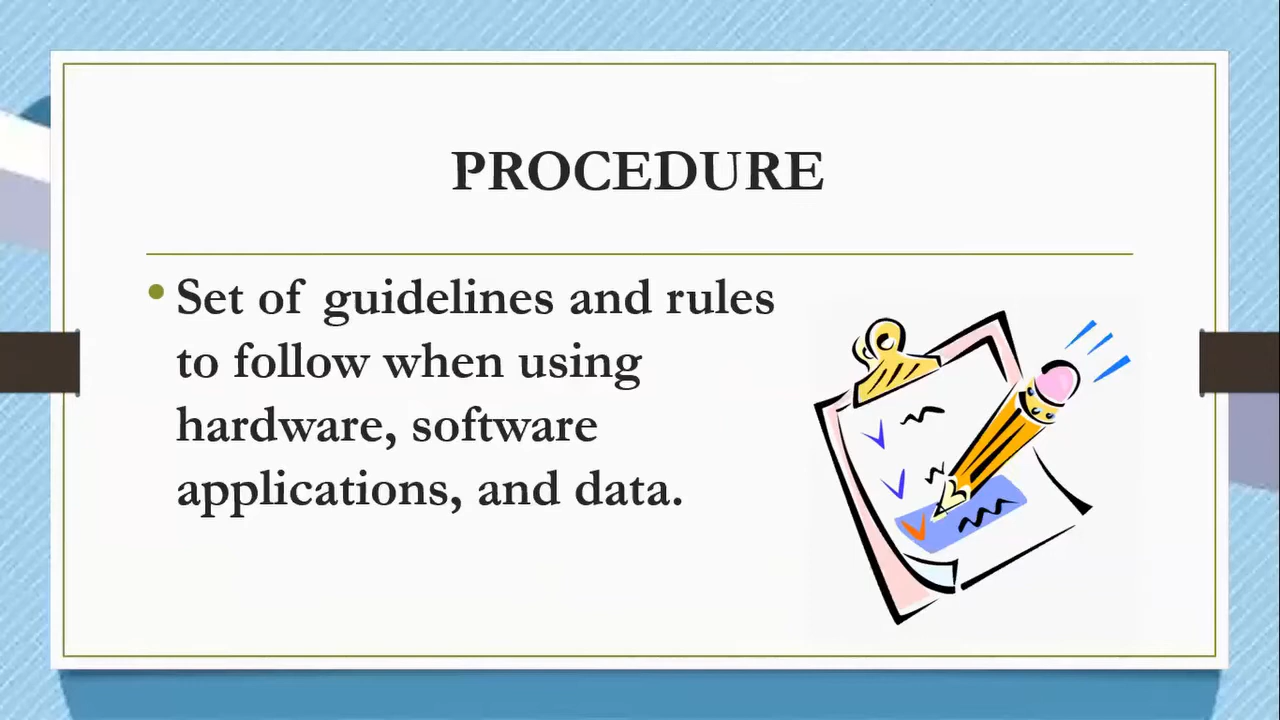 PROCEDURE
• Set of guidelines and rules
to follow when using
hardware, software
applications, and data.